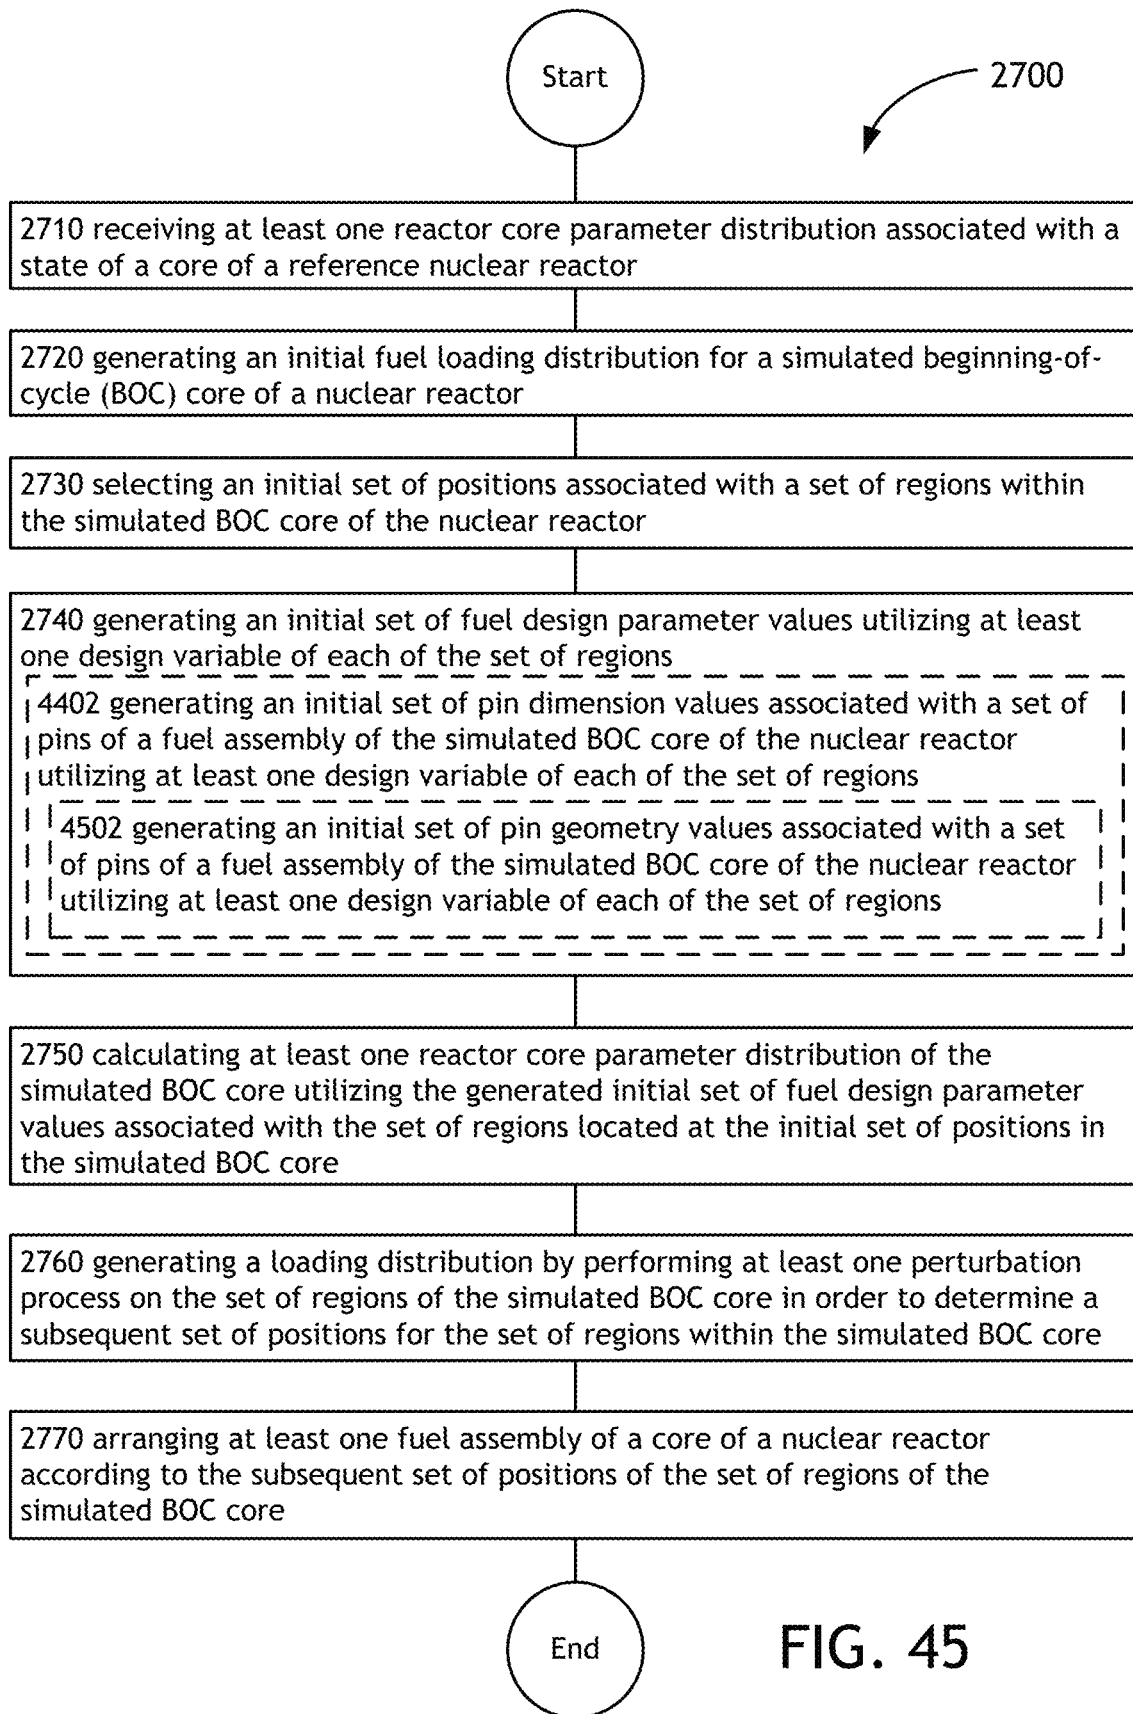 Start
2700
2710 receiving at least one reactor core parameter distribution associated with a
state of a core of a reference nuclear reactor
2720 generating an initial fuel loading distribution for a simulated beginning-of-
cycle (BOC) core of a nuclear reactor
2730 selecting an initial set of positions associated with a set of regions within
the simulated BOC core of the nuclear reactor
2740 generating an initial set of fuel design parameter values utilizing at least
one design variable of each of the set of regions
4402 generating an initial set of pin dimension values associated with a set of
pins of a fuel assembly of the simulated BOC core of the nuclear reactor
utilizing at least one design variable of each of the set of regions
4502 generating an initial set of pin geometry values associated with a set
of pins of a fuel assembly of the simulated BOC core of the nuclear reactor
utilizing at least one design variable of each of the set of regions
2750 calculating at least one reactor core parameter distribution of the
simulated BOC core utilizing the generated initial set of fuel design parameter
values associated with the set of regions located at the initial set of positions in
the simulated BOC core
2760 generating a loading distribution by performing at least one perturbation
process on the set of regions of the simulated BOC core in order to determine a
subsequent set of positions for the set of regions within the simulated BOC core
2770 arranging at least one fuel assembly of a core of a nuclear reactor
according to the subsequent set of positions of the set of regions of the
simulated BOC core
End
FIG. 45